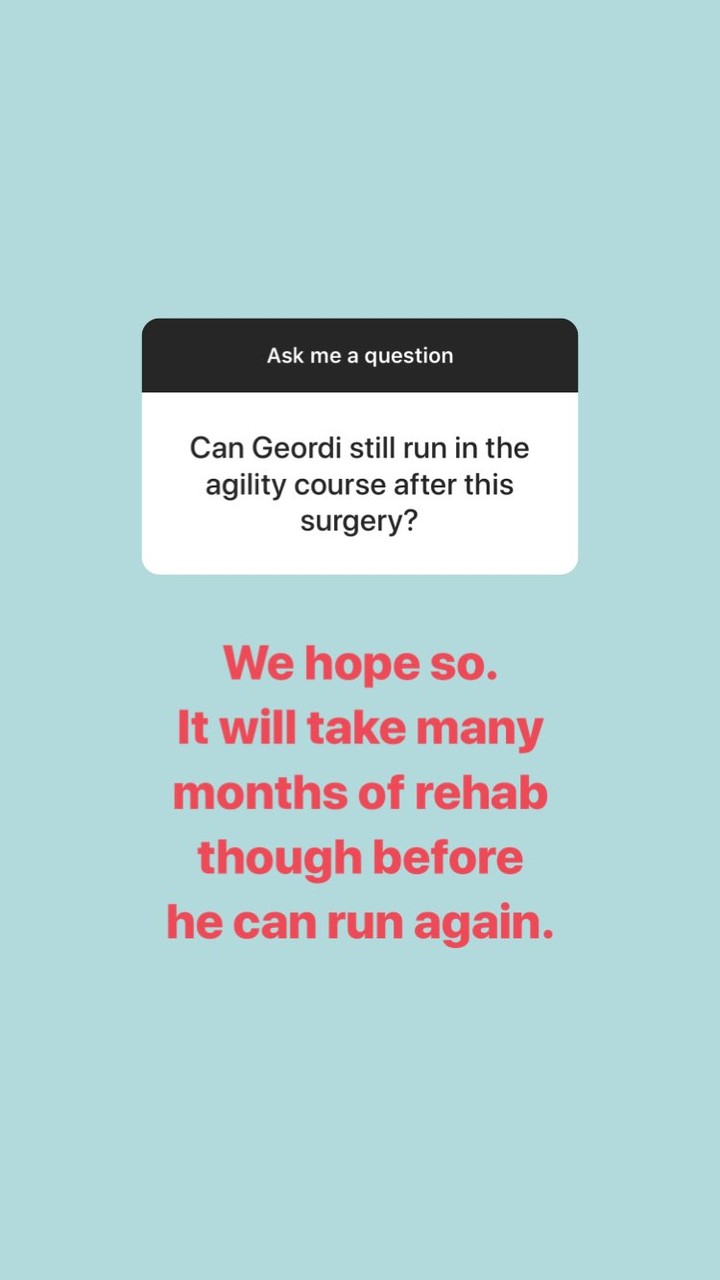 Ask me a question
Can Geordi still run in the
agility course after this
surgery?
We hope so.
It will take many
months of rehab
though before
he can run again.